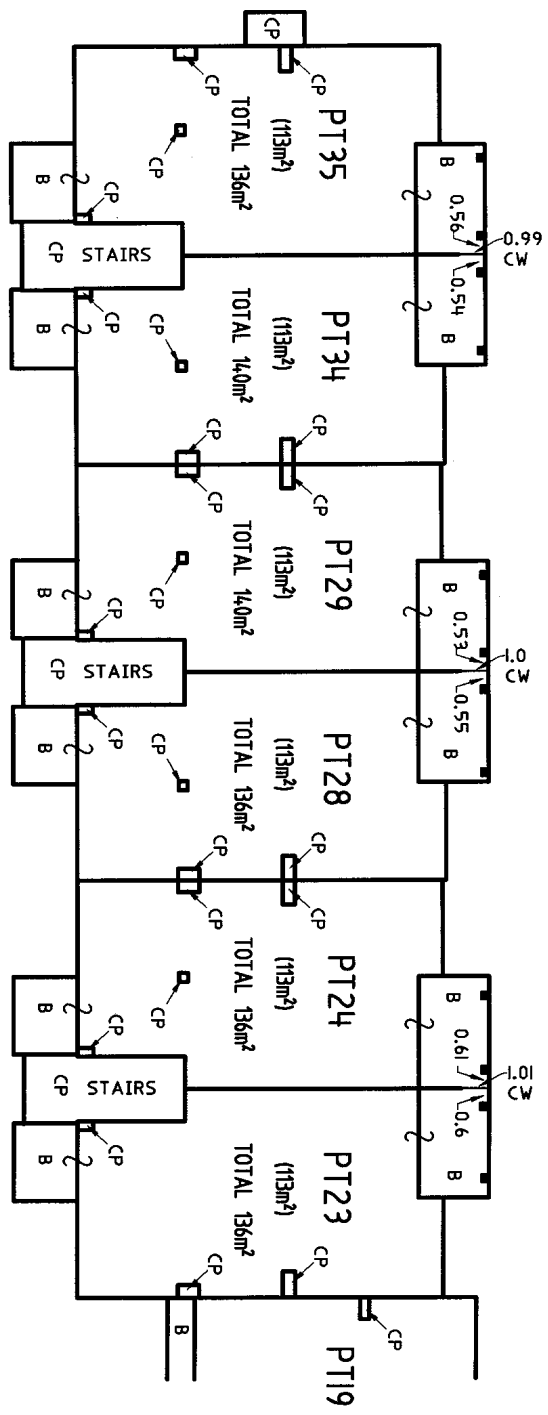 CP
CP
CP
PT35
(113m²)
TOTAL 136m²
CP
B
CP
0.56
0.99
CW
CP STAIRS
0.54
CP
B
B
PT34
(113m²)
TOTAL 140m²
CP
CP
CP
CP
CP
PT29
(113m²)
TOTAL 140m²
CP
B
B
CP
0.53
1.0
CW
CP STAIRS
0.55
CP
B
B
PT28
(113m²)
TOTAL 136m²
CP
CP
CP
CP
CP
PT24
(113m²)
TOTAL 136m²
CP
B
B
CP
0.61
1.01
CW
CP STAIRS
0.6
CP
B
B
PT23
(113m²)
TOTAL 136m²
CP
CP
B
CP
PT19